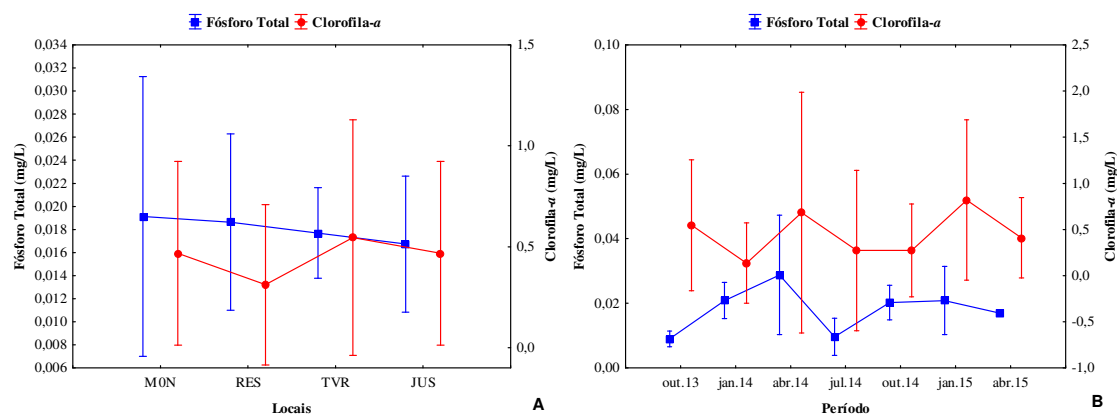 Fósforo Total Clorofila-a
0,034
0,032
0,030
0,028
0,026
0,024
0,022
0,020
0,018
0,016
0,014
0,012
0,010
0,008
0,006
Fósforo Total (mg/L)
1,5
1,0
0,5
0,0
Clorofila-a (mg/L)
M0N RES TVR JUS
Locais
A
Fósforo Total Clorofila-a
0,10
0,08
0,06
0,04
0,02
0,00
Fósforo Total (mg/L)
2,5
2,0
1,5
1,0
0,5
0,0
-0,5
-1,0
Clorofila-a (mg/L)
out.13 jan.14 abr.14 jul.14 out.14 jan.15 abr.15
Período
B